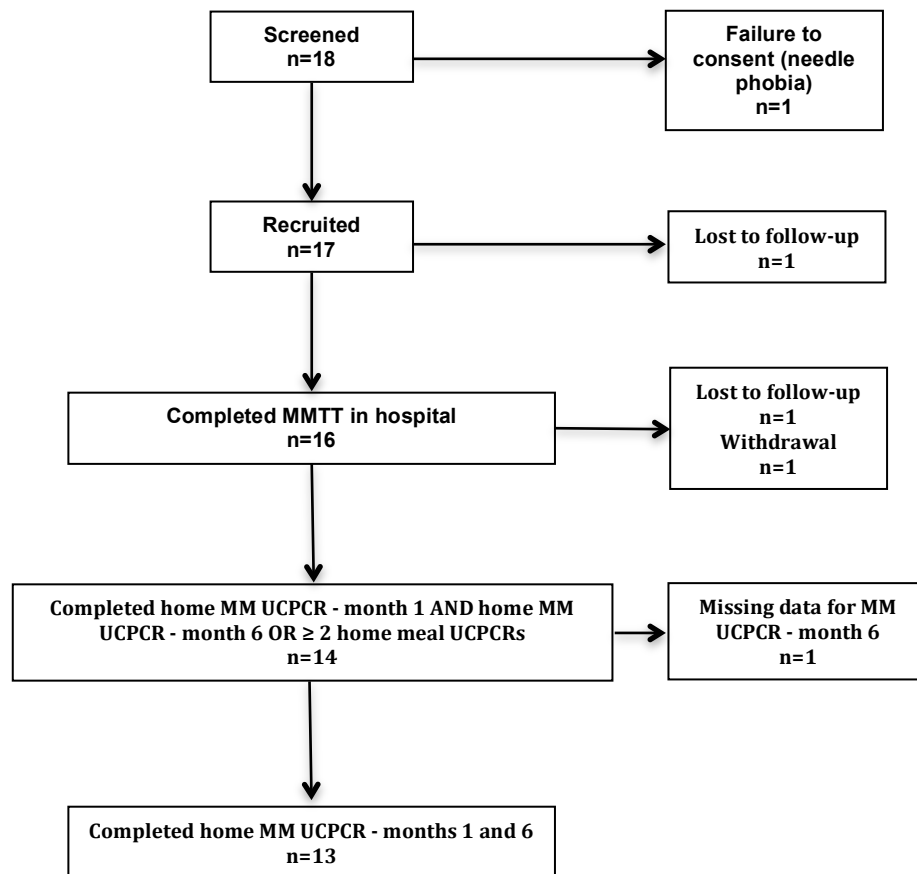 Screened
n=18
Failure to
consent (needle
phobia)
n=1
Recruited
n=17
Lost to follow-up
n=1
Completed MMTT in hospital
n=16
Lost to follow-up
n=1
Withdrawal
n=1
Completed home MM UCPCR - month 1 AND home MM
UCPCR - month 6 OR ≥ 2 home meal UCPCRs
n=14
Missing data for MM
UCPCR - month 6
n=1
Completed home MM UCPCR - months 1 and 6
n=13